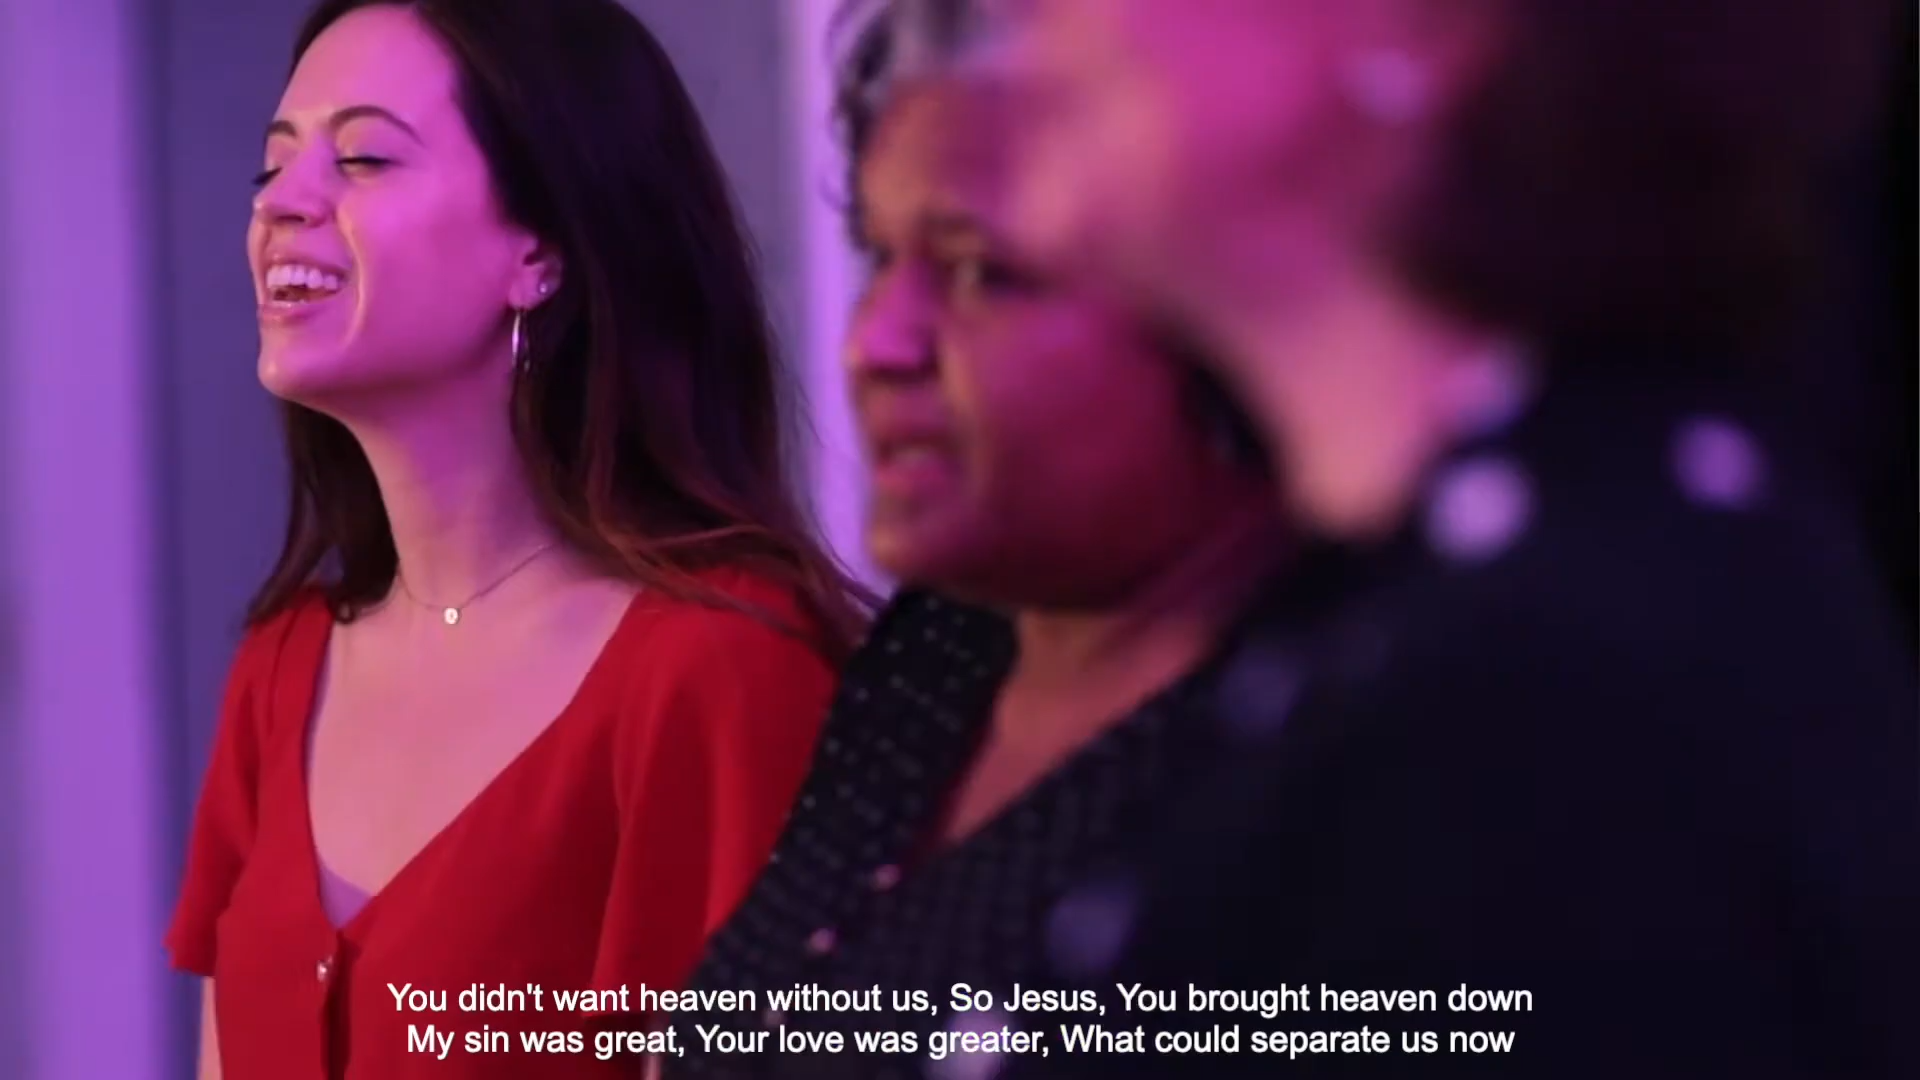 You didn't want heaven without us, So Jesus, You brought heaven down
My sin was great, Your love was greater, What could separate us now